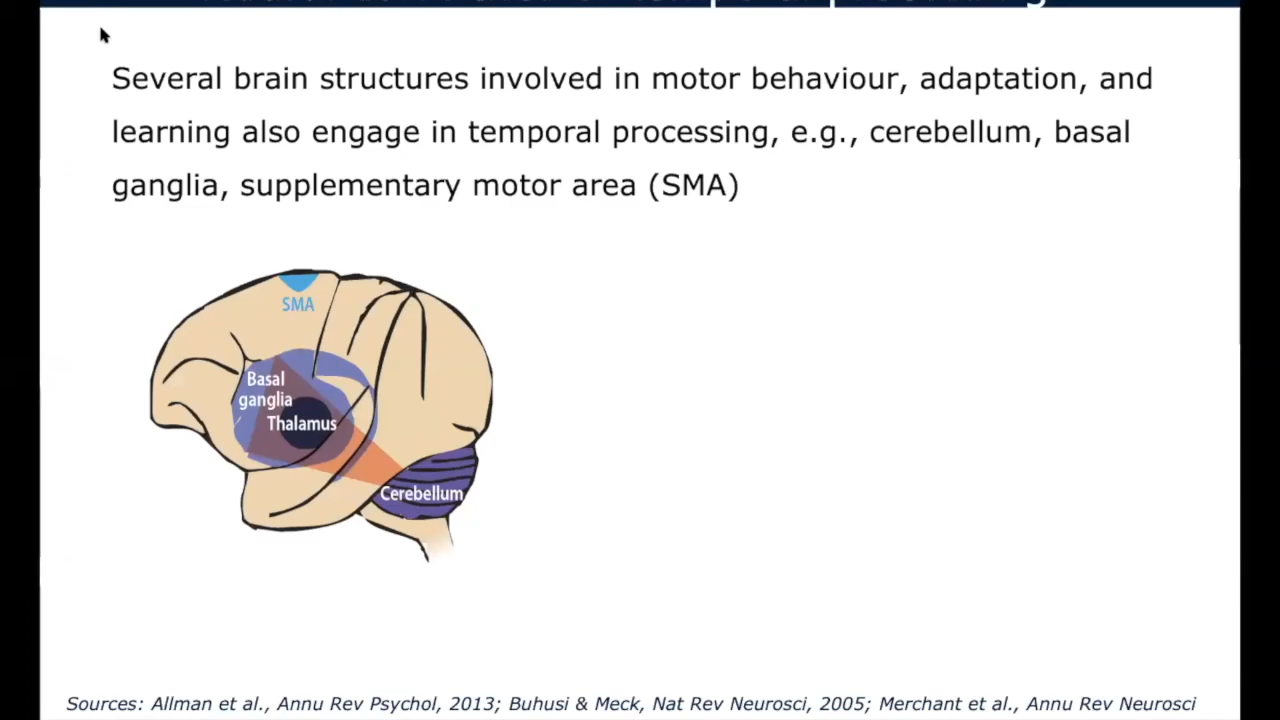 Several brain structures involved in motor behaviour, adaptation, and
learning also engage in temporal processing, e.g., cerebellum, basal
ganglia, supplementary motor area (SMA)
SMA
Basal
ganglia
Thalamus
Cerebellum
Sources: Allman et al., Annu Rev Psychol, 2013; Buhusi & Meck, Nat Rev Neurosci, 2005; Merchant et al., Annu Rev Neurosci